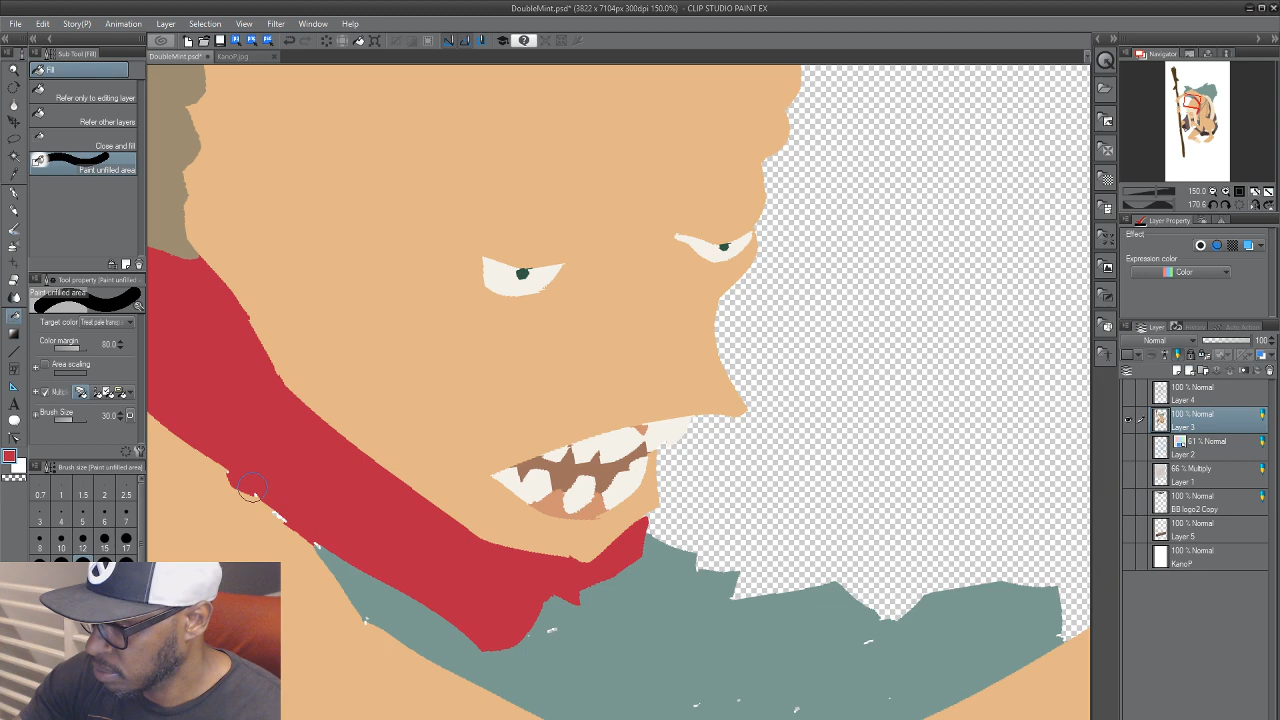 DoubleMint.psd* (3822 x 7104px 300dpi 150.0%) - CLIP STUDIO PAINT EX
File Edit Story(P) Animation Layer Selection View Filter Window Help
DoubleMint.psd* KanoP.jpg
Sub Tool (Fill)
Fill
Refer only to editing layer
Refer other layers
Close and fill
Paint unfilled area
Tool property (Paint unfilled
Paint unfilled area
Target color
Color margin 80.0
Area scaling
Multipl
Brush Size 30.0
Brush size (Paint unfilled area)
0.7 1 1.5 2 2.5
3 4 5 6 7
8 10 12 15 17
Navigator
150.0
170.6
Layer Property
Effect
Expression color
Color
Layer History Auto Action
Normal 100
100 % Normal
Layer 4
100 % Normal
Layer 3
61 % Normal
Layer 2
66 % Multiply
Layer 1
100 % Normal
BB logo2 Copy
100 % Normal
Layer 5
100 % Normal
KanoP